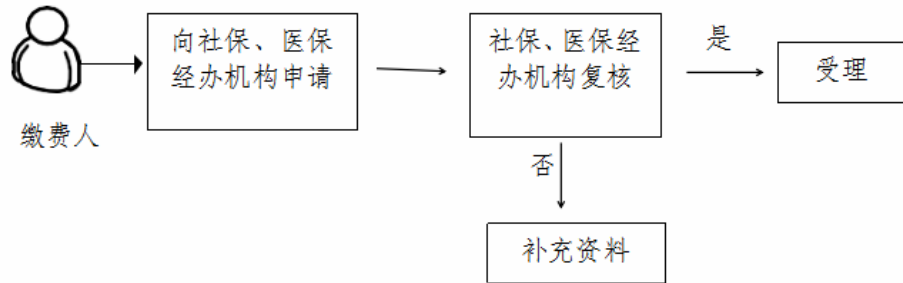 向社保、医保
经办机构申请
社保、医保经
办机构复核
是
受理
缴费人
否
补充资料